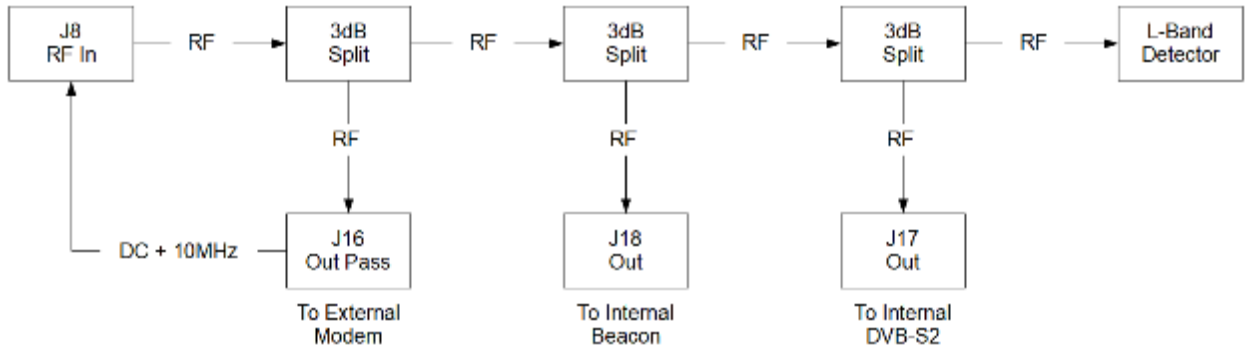 J8
RF In
RF
3dB
Split
RF
3dB
Split
RF
3dB
Split
RF
L-Band
Detector
RF
RF
RF
DC + 10MHz
J16
Out Pass
J18
Out
J17
Out
To External
Modem
To Internal
Beacon
To Internal
DVB-S2